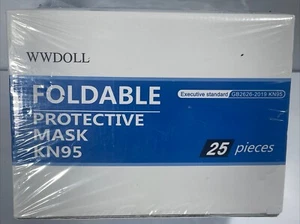 WWDOLL
FOLDABLE
Executive standard GB2626-2019 KN95
PROTECTIVE
MASK
KN95
25 pieces